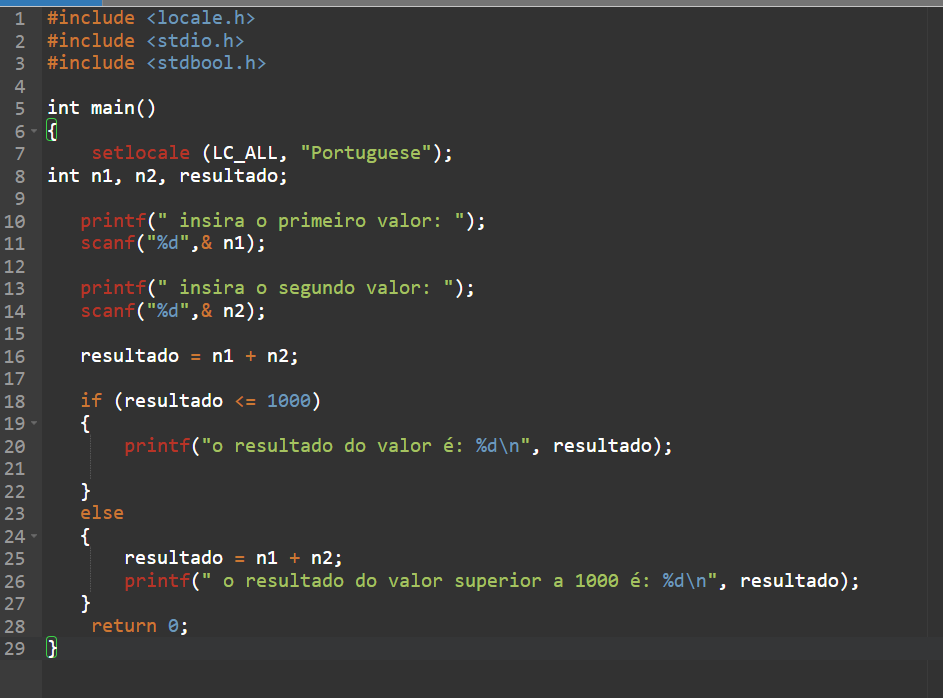 1 #include <locale.h>
2 #include <stdio.h>
3 #include <stdbool.h>
4
5 int main()
6 {
7     setlocale (LC_ALL, "Portuguese");
8 int n1, n2, resultado;
9
10    printf(" insira o primeiro valor: ");
11    scanf("%d",& n1);
12
13    printf(" insira o segundo valor: ");
14    scanf("%d",& n2);
15
16    resultado = n1 + n2;
17
18    if (resultado <= 1000)
19    {
20        printf("o resultado do valor é: %d\n", resultado);
21
22    }
23    else
24    {
25        resultado = n1 + n2;
26        printf(" o resultado do valor superior a 1000 é: %d\n", resultado);
27    }
28     return 0;
29 }